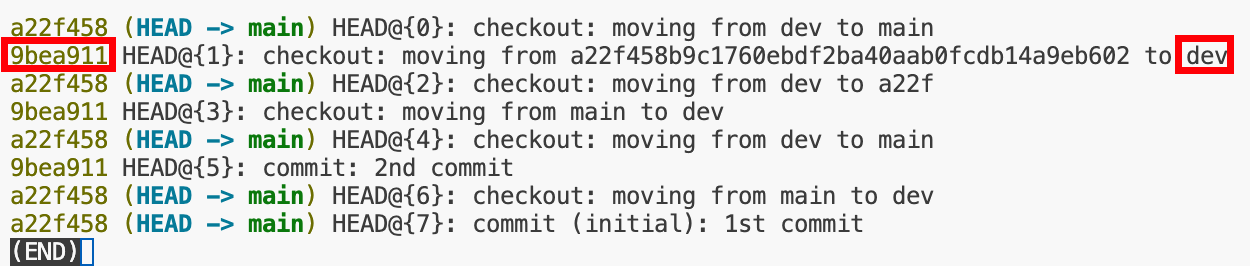 a22f458 (HEAD -> main) HEAD@{0}: checkout: moving from dev to main
9bea911 HEAD@{1}: checkout: moving from a22f458b9c1760ebdf2ba40aab0fcdb14a9eb602 to dev
a22f458 (HEAD -> main) HEAD@{2}: checkout: moving from dev to a22f
9bea911 HEAD@{3}: checkout: moving from main to dev
a22f458 (HEAD -> main) HEAD@{4}: checkout: moving from dev to main
9bea911 HEAD@{5}: commit: 2nd commit
a22f458 (HEAD -> main) HEAD@{6}: checkout: moving from main to dev
a22f458 (HEAD -> main) HEAD@{7}: commit (initial): 1st commit
(END)